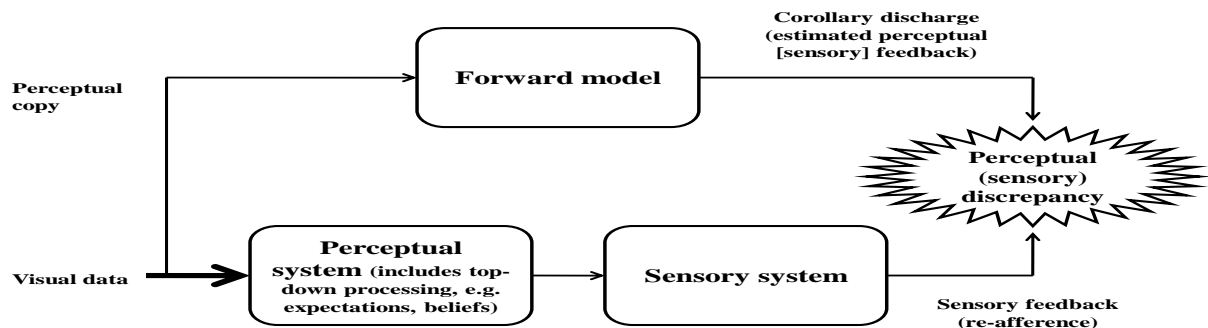 Corollary discharge
(estimated perceptual
[sensory] feedback)
Forward model
Perceptual
copy
Perceptual
(sensory)
discrepancy
Perceptual
system (includes top-
down processing, e.g.
expectations, beliefs)
Visual data
Sensory system
Sensory feedback
(re-afference)